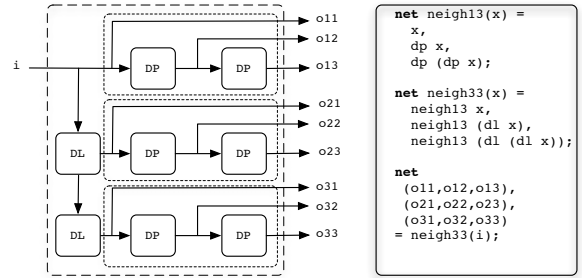 o11
o12
i
DP
DP
o13
o21
o22
DL
DP
DP
o23
o31
o32
DL
DP
DP
o33
net neigh13(x) =
x,
dp x,
dp (dp x);
net neigh33(x) =
neigh13 x,
neigh13 (dl x),
neigh13 (dl (dl x));
net
(o11,o12,o13),
(o21,o22,o23),
(o31,o32,o33)
= neigh33(i);